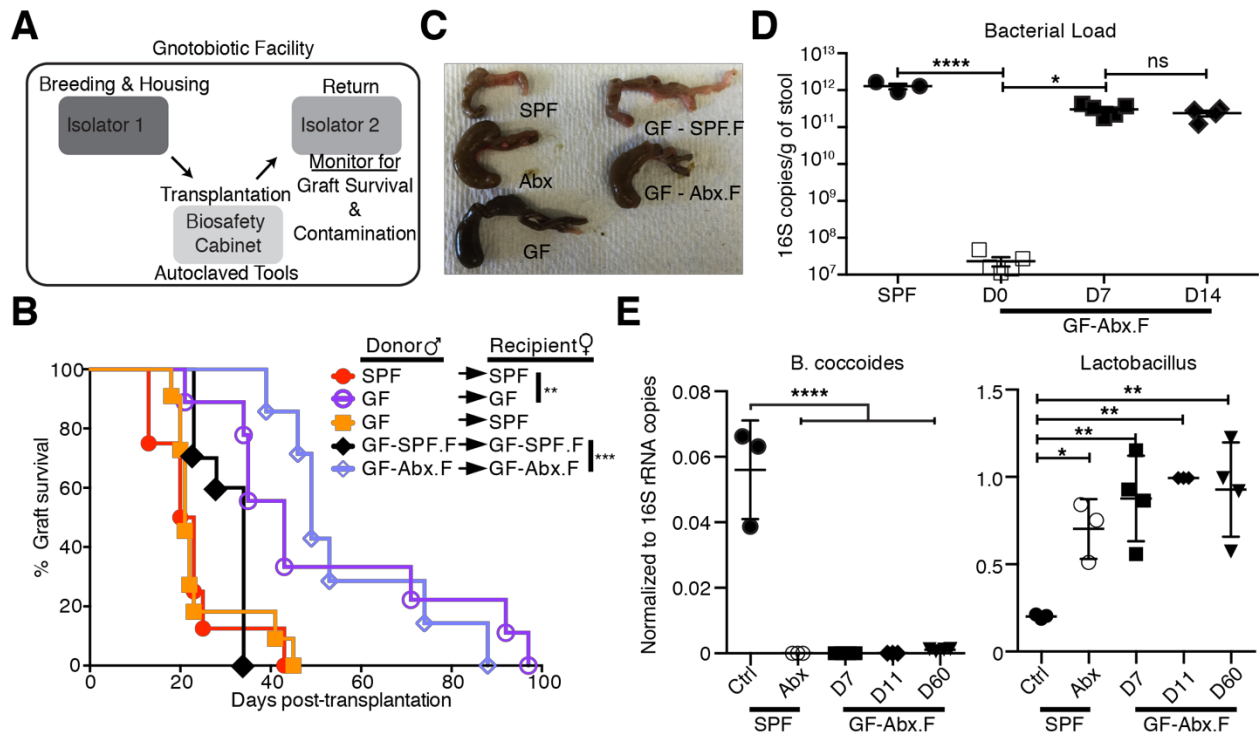 A
Gnotobiotic Facility
Breeding & Housing
Isolator 1
Return
Isolator 2
Monitor for
Graft Survival
&
Contamination
Transplantation
Biosafety
Cabinet
Autoclaved Tools
B
% Graft survival
100
80
60
40
20
0
0 20 40 60 80 100
Days post-transplantation
Donor♂ Recipient♀
SPF SPF
GF GF
**
GF SPF
GF-SPF.F GF-SPF.F
GF-Abx.F GF-Abx.F
***
C
SPF
GF - SPF.F
Abx
GF - Abx.F
GF
D
Bacterial Load
16S copies/g of stool
10¹³
10¹²
10¹¹
10¹⁰
10⁹
10⁸
10⁷
****
*
ns
SPF D0 D7 D14
GF-Abx.F
E
B. coccoides
Normalized to 16S rRNA copies
0.08
0.06
0.04
0.02
0
****
Ctrl Abx D7 D11 D60
SPF GF-Abx.F
Lactobacillus
1.5
1.0
0.5
0
**
**
**
*
Ctrl Abx D7 D11 D60
SPF GF-Abx.F